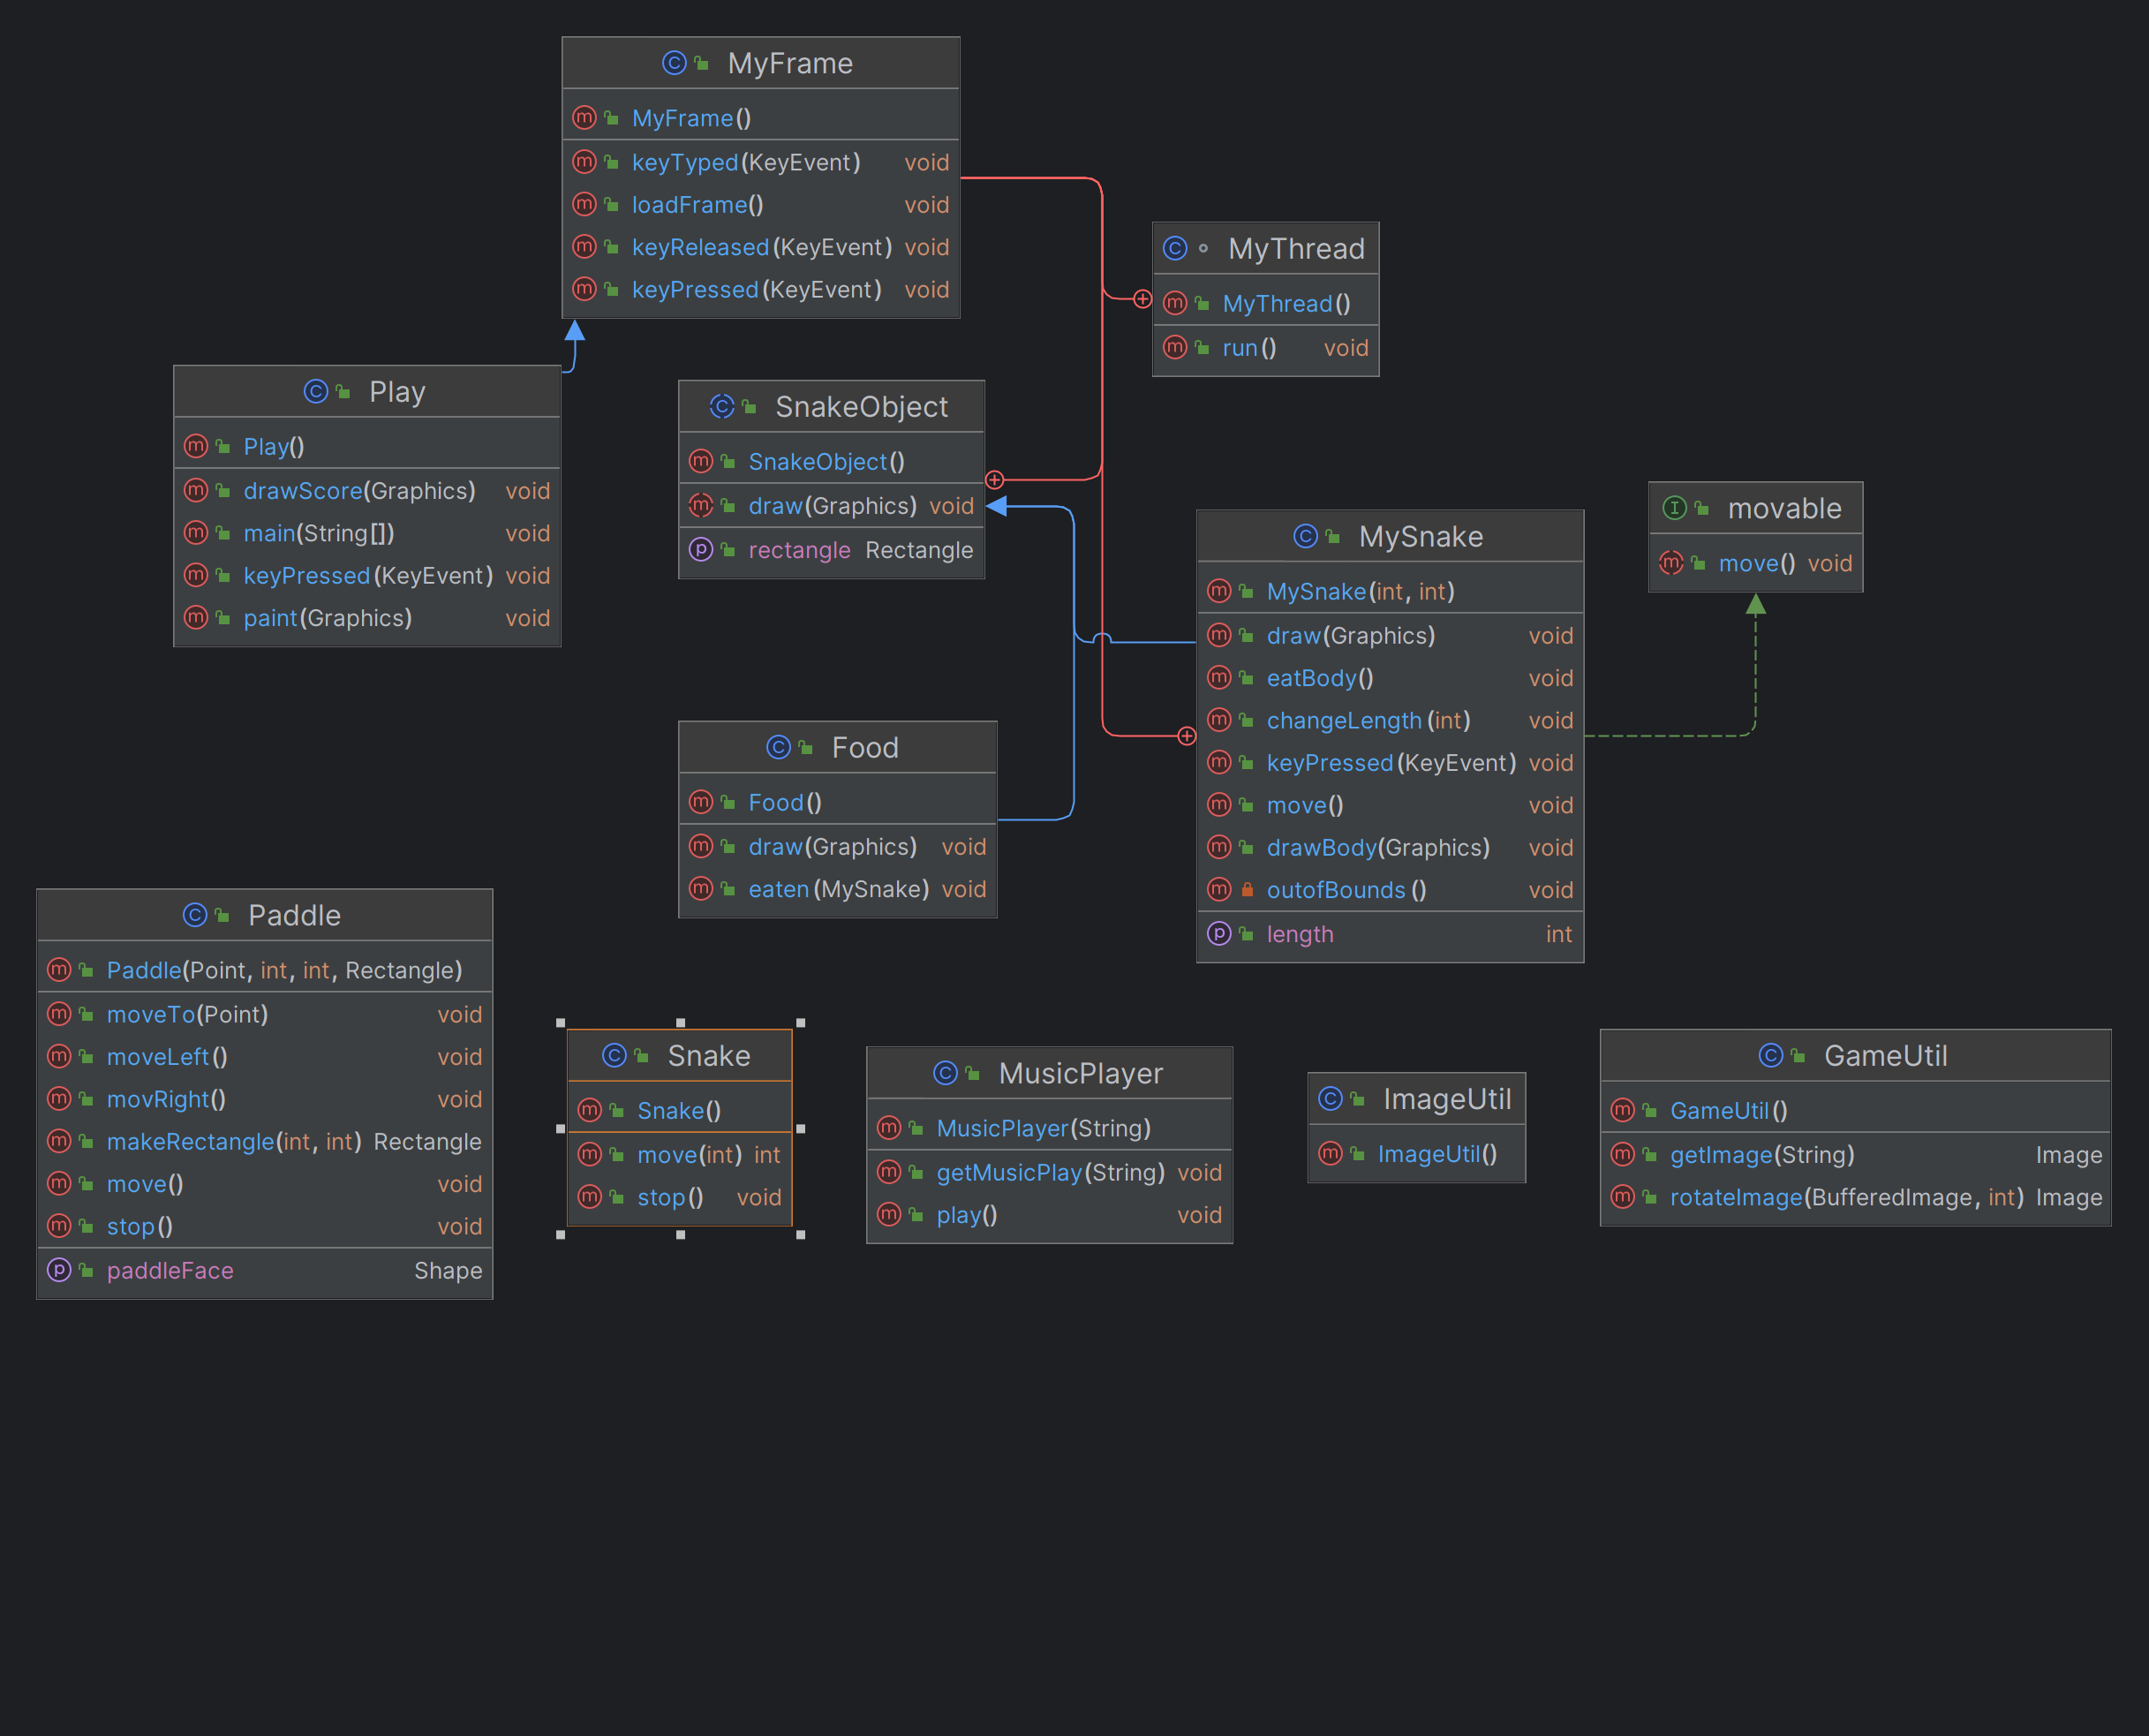 MyFrame
MyFrame()
keyTyped(KeyEvent) void
loadFrame() void
keyReleased(KeyEvent) void
keyPressed(KeyEvent) void
MyThread
MyThread()
run() void
Play
Play()
drawScore(Graphics) void
main(String[]) void
keyPressed(KeyEvent) void
paint(Graphics) void
SnakeObject
SnakeObject()
draw(Graphics) void
rectangle Rectangle
movable
move() void
MySnake
MySnake(int, int)
draw(Graphics) void
eatBody() void
changeLength(int) void
keyPressed(KeyEvent) void
move() void
drawBody(Graphics) void
outofBounds() void
length int
Food
Food()
draw(Graphics) void
eaten(MySnake) void
Paddle
Paddle(Point, int, int, Rectangle)
moveTo(Point) void
moveLeft() void
movRight() void
makeRectangle(int, int) Rectangle
move() void
stop() void
paddleFace Shape
Snake
Snake()
move(int) int
stop() void
MusicPlayer
MusicPlayer(String)
getMusicPlay(String) void
play() void
ImageUtil
ImageUtil()
GameUtil
GameUtil()
getImage(String) Image
rotateImage(BufferedImage, int) Image